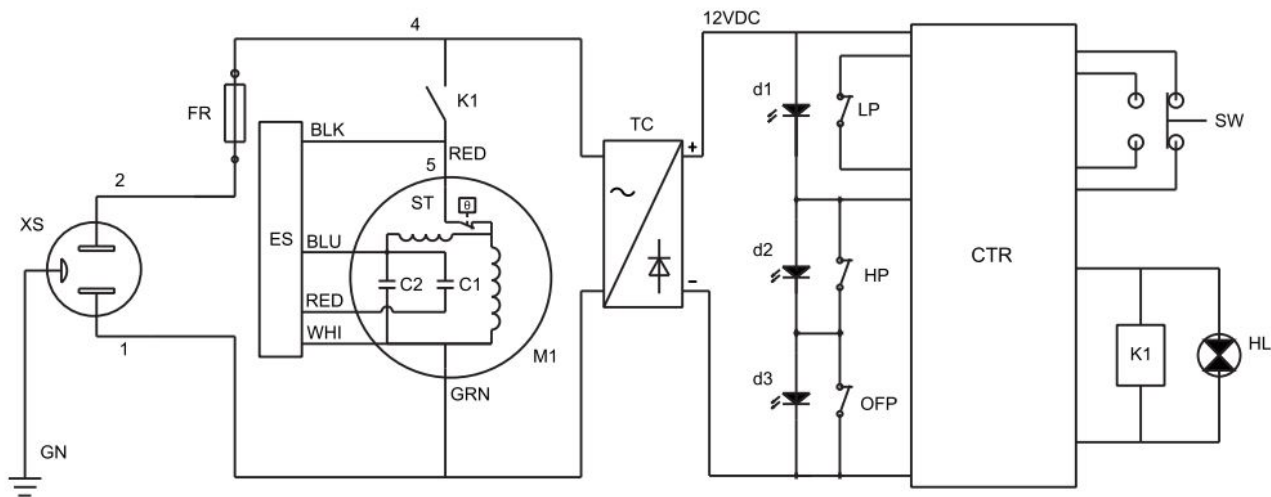 4
12VDC
FR
K1
d1
LP
BLK
TC
SW
RED
+
2
5
ST
θ
XS
ES
BLU
d2
CTR
C2
C1
HP
RED
−
WHI
1
M1
K1
HL
d3
GRN
OFP
GN